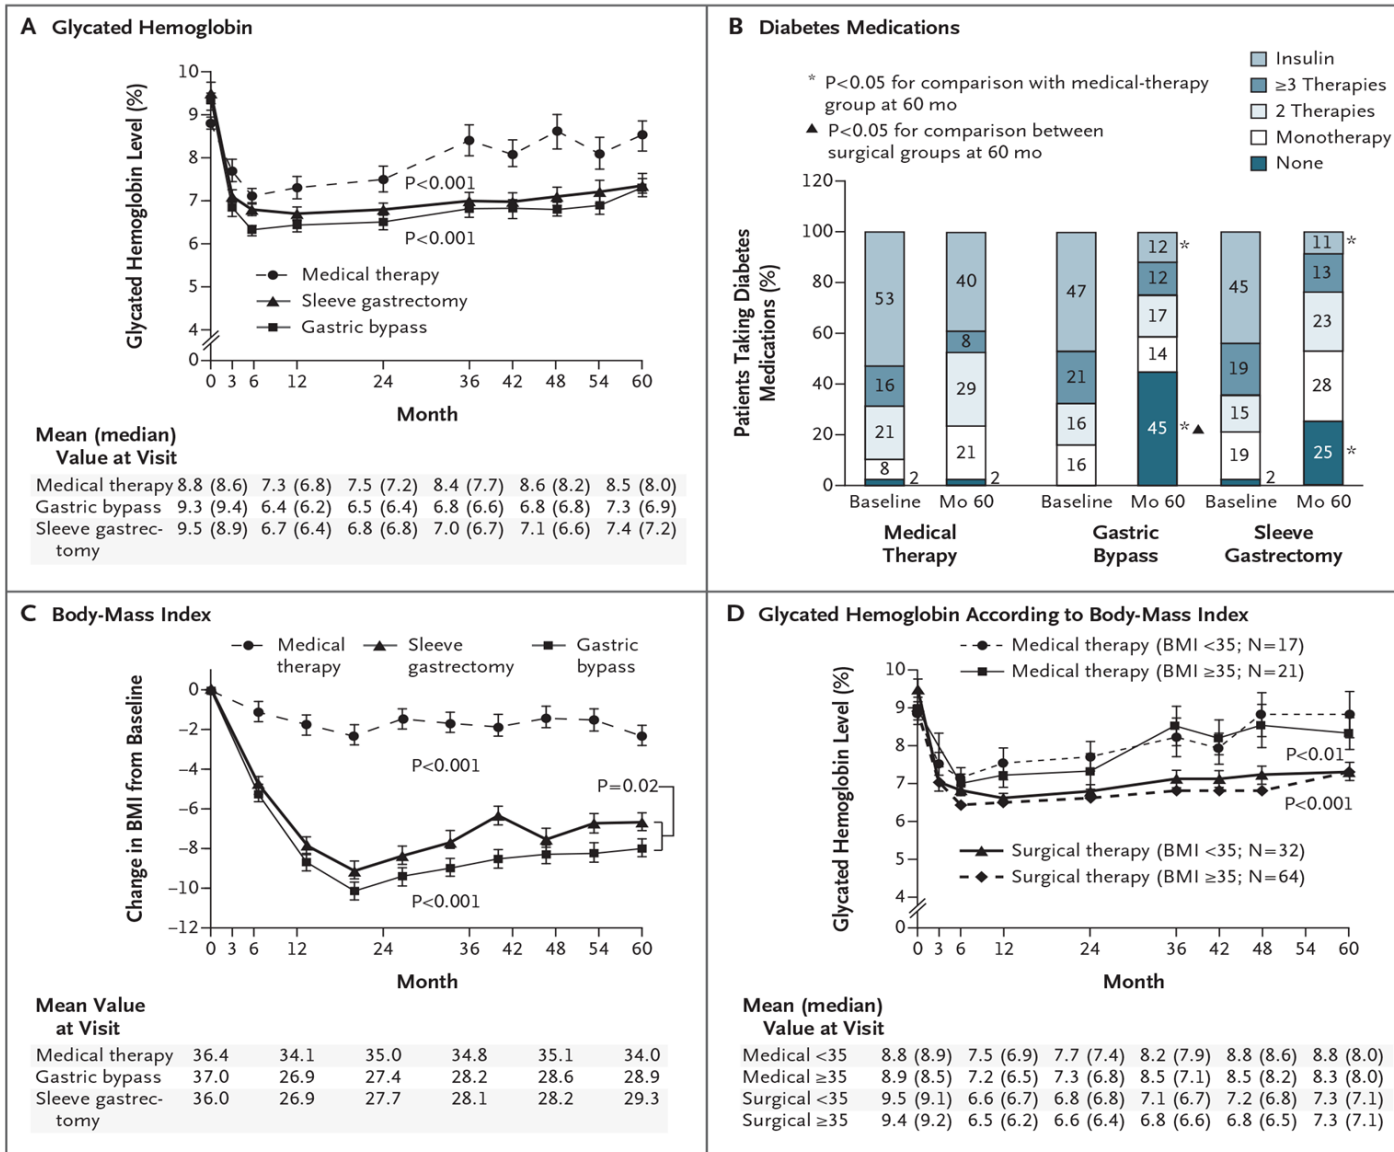 A Glycated Hemoglobin
Glycated Hemoglobin Level (%)
10
9
8
7
6
5
4
0
P<0.001
P<0.001
Medical therapy
Sleeve gastrectomy
Gastric bypass
0 3 6 12 24 36 42 48 54 60
Month
Mean (median)
Value at Visit
Medical therapy 8.8 (8.6) 7.3 (6.8) 7.5 (7.2) 8.4 (7.7) 8.6 (8.2) 8.5 (8.0)
Gastric bypass 9.3 (9.4) 6.4 (6.2) 6.5 (6.4) 6.8 (6.6) 6.8 (6.8) 7.3 (6.9)
Sleeve gastrec- 9.5 (8.9) 6.7 (6.4) 6.8 (6.8) 7.0 (6.7) 7.1 (6.6) 7.4 (7.2)
tomy
B Diabetes Medications
* P<0.05 for comparison with medical-therapy
group at 60 mo
▲ P<0.05 for comparison between
surgical groups at 60 mo
Insulin
≥3 Therapies
2 Therapies
Monotherapy
None
Patients Taking Diabetes
Medications (%)
120
100
80
60
40
20
0
53
16
21
8
2
40
8
29
21
2
47
21
16
16
12 *
12
17
14
45 * ▲
45
19
15
19
2
11 *
13
23
28
25 *
Baseline Mo 60 Baseline Mo 60 Baseline Mo 60
Medical
Therapy
Gastric
Bypass
Sleeve
Gastrectomy
C Body-Mass Index
Medical
therapy
Sleeve
gastrectomy
Gastric
bypass
Change in BMI from Baseline
0
−2
−4
−6
−8
−10
−12
P<0.001
P=0.02
P<0.001
0 3 6 12 24 36 42 48 54 60
Month
Mean Value
at Visit
Medical therapy 36.4 34.1 35.0 34.8 35.1 34.0
Gastric bypass 37.0 26.9 27.4 28.2 28.6 28.9
Sleeve gastrec- 36.0 26.9 27.7 28.1 28.2 29.3
tomy
D Glycated Hemoglobin According to Body-Mass Index
Medical therapy (BMI <35; N=17)
Medical therapy (BMI ≥35; N=21)
Glycated Hemoglobin Level (%)
10
9
8
7
6
5
4
0
P<0.01
P<0.001
Surgical therapy (BMI <35; N=32)
Surgical therapy (BMI ≥35; N=64)
0 3 6 12 24 36 42 48 60
Month
Mean (median)
Value at Visit
Medical <35 8.8 (8.9) 7.5 (6.9) 7.7 (7.4) 8.2 (7.9) 8.8 (8.6) 8.8 (8.0)
Medical ≥35 8.9 (8.5) 7.2 (6.5) 7.3 (6.8) 8.5 (7.1) 8.5 (8.2) 8.3 (8.0)
Surgical <35 9.5 (9.1) 6.6 (6.7) 6.8 (6.8) 7.1 (6.7) 7.2 (6.8) 7.3 (7.1)
Surgical ≥35 9.4 (9.2) 6.5 (6.2) 6.6 (6.4) 6.8 (6.6) 6.8 (6.5) 7.3 (7.1)